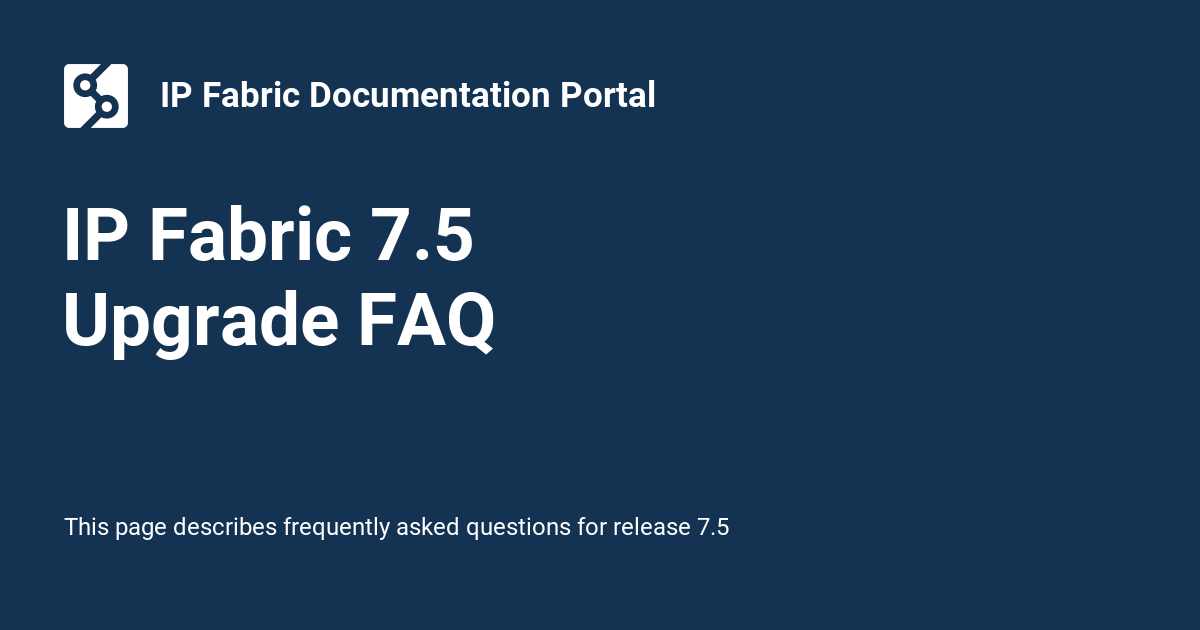 IP Fabric Documentation Portal
IP Fabric 7.5
Upgrade FAQ
This page describes frequently asked questions for release 7.5